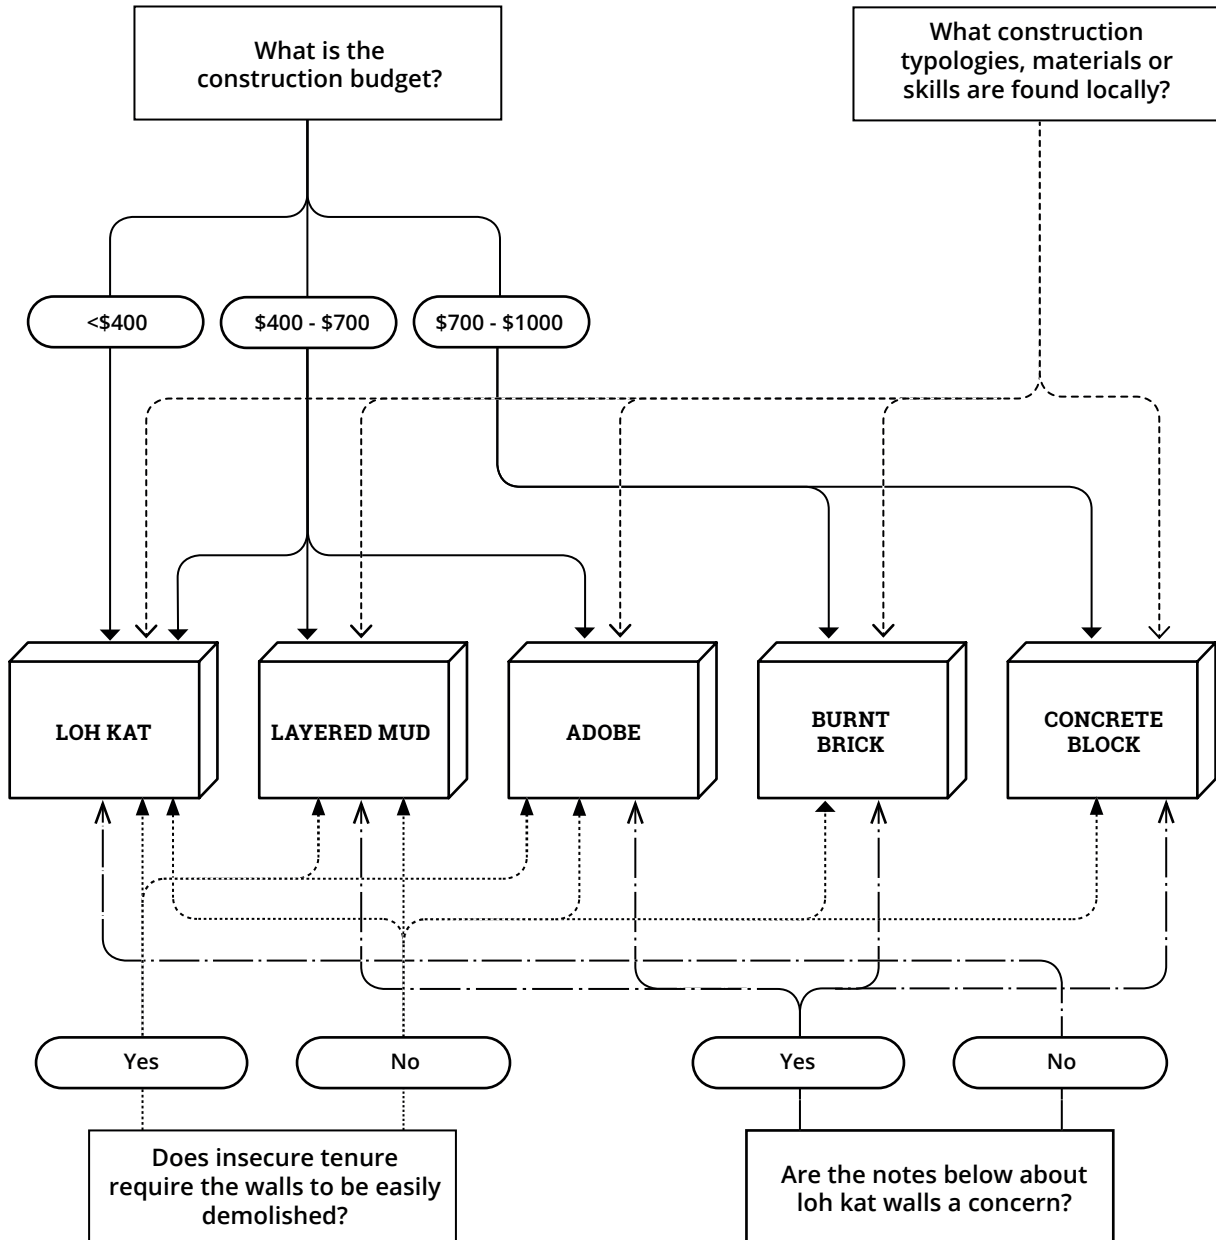 What is the
construction budget?
What construction
typologies, materials or
skills are found locally?
<$400
$400 - $700
$700 - $1000
LOH KAT
LAYERED MUD
ADOBE
BURNT
BRICK
CONCRETE
BLOCK
Yes
No
Yes
No
Does insecure tenure
require the walls to be easily
demolished?
Are the notes below about
loh kat walls a concern?